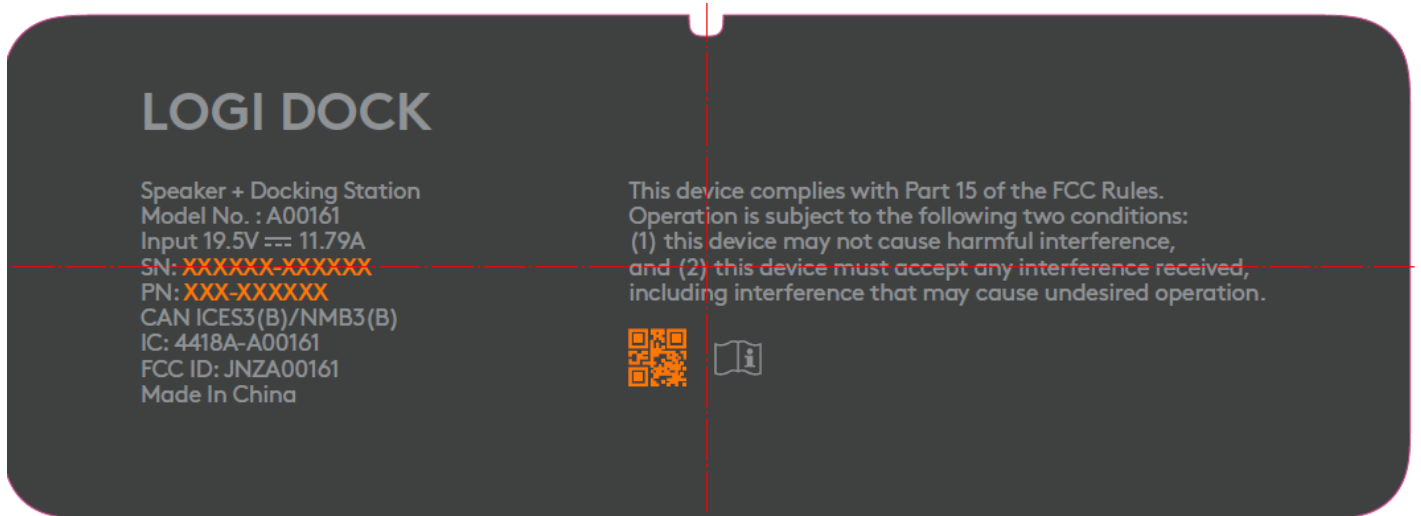 LOGI DOCK
Speaker + Docking Station
Model No. : A00161
Input 19.5V ⎓ 11.79A
SN: XXXXXX-XXXXXX
PN: XXX-XXXXXX
CAN ICES3(B)/NMB3(B)
IC: 4418A-A00161
FCC ID: JNZA00161
Made In China
This device complies with Part 15 of the FCC Rules.
Operation is subject to the following two conditions:
(1) this device may not cause harmful interference,
and (2) this device must accept any interference received,
including interference that may cause undesired operation.
i